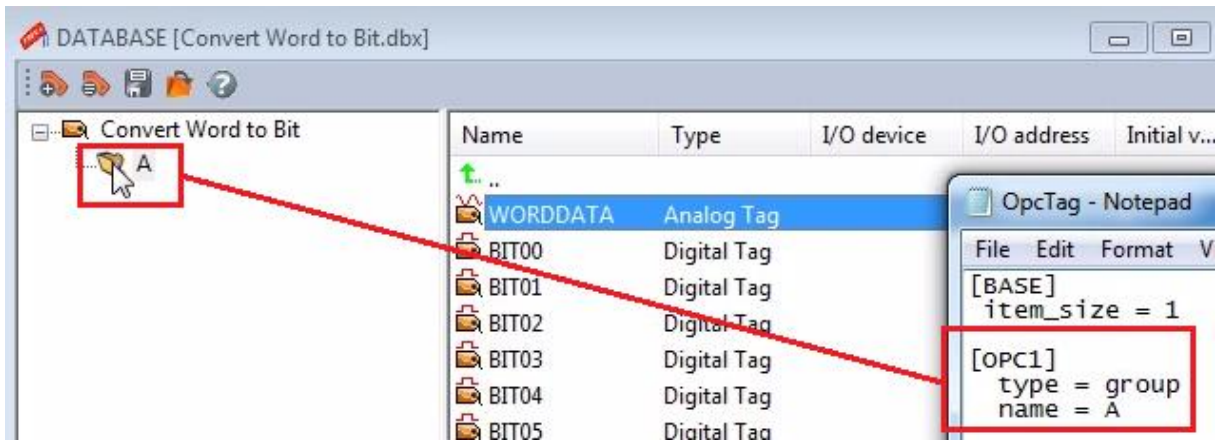 DATABASE [Convert Word to Bit.dbx]
Convert Word to Bit
A
Name Type I/O device I/O address Initial v...
..
WORDDATA Analog Tag
BIT00 Digital Tag
BIT01 Digital Tag
BIT02 Digital Tag
BIT03 Digital Tag
BIT04 Digital Tag
BIT05 Digital Tag
OpcTag - Notepad
File Edit Format V
[BASE]
item_size = 1
[OPC1]
type = group
name = A